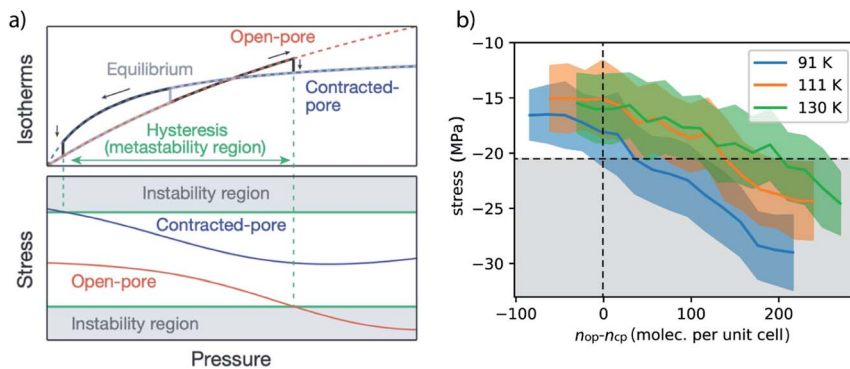 a)
Isotherms
Open-pore
Equilibrium
Contracted-
pore
Hysteresis
(metastability region)
Stress
Instability region
Contracted-pore
Open-pore
Instability region
Pressure
b)
stress (MPa)
−10
−15
−20
−25
−30
91 K
111 K
130 K
−100 0 100 200
nop-ncp (molec. per unit cell)